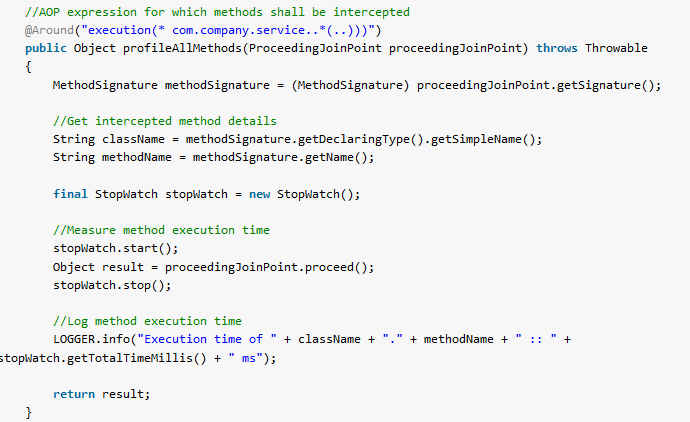 //AOP expression for which methods shall be intercepted
@Around("execution(* com.company.service..*(..)))")
public Object profileAllMethods(ProceedingJoinPoint proceedingJoinPoint) throws Throwable
{
MethodSignature methodSignature = (MethodSignature) proceedingJoinPoint.getSignature();
//Get intercepted method details
String className = methodSignature.getDeclaringType().getSimpleName();
String methodName = methodSignature.getName();
final StopWatch stopWatch = new StopWatch();
//Measure method execution time
stopWatch.start();
Object result = proceedingJoinPoint.proceed();
stopWatch.stop();
//Log method execution time
LOGGER.info("Execution time of " + className + "." + methodName + " :: " +
stopWatch.getTotalTimeMillis() + " ms");
return result;
}